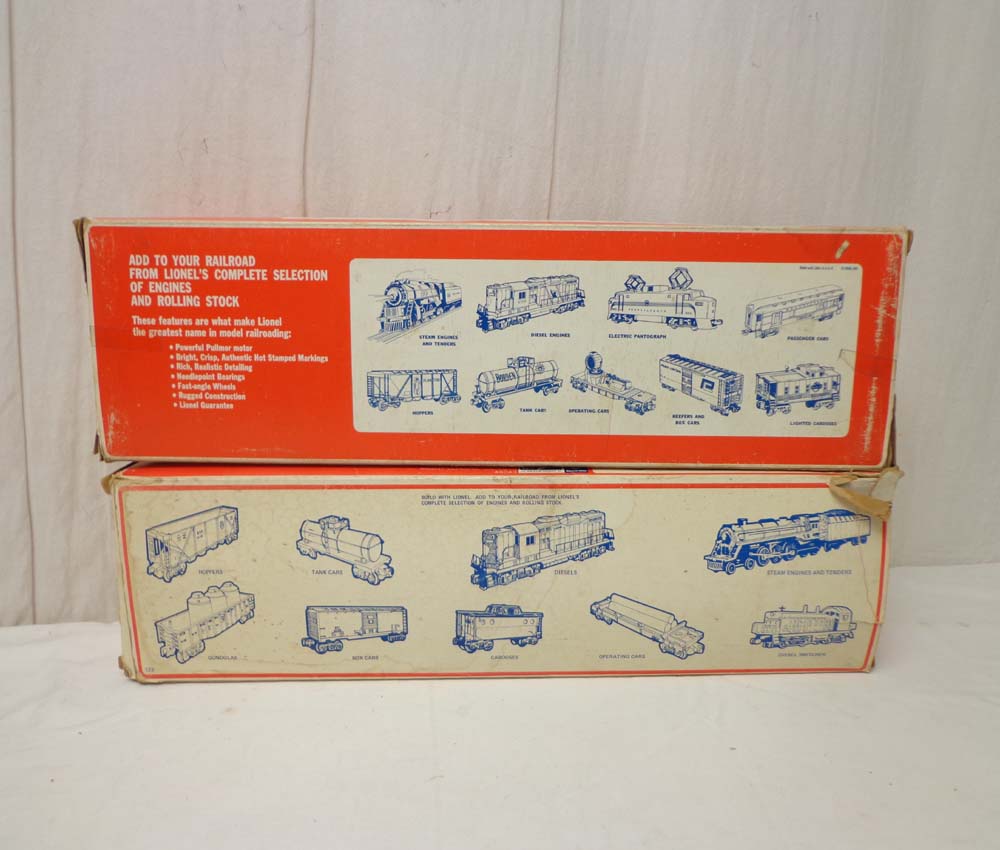 ADD TO YOUR RAILROAD
FROM LIONEL'S COMPLETE SELECTION
OF ENGINES
AND ROLLING STOCK
These features are what make Lionel
the greatest name in model railroading:
• Powerful Pullmor motor
• Bright, Crisp, Authentic Hot Stamped Markings
• Rich, Realistic Detailing
• Needlepoint Bearings
• Fast-angle Wheels
• Rugged Construction
• Lionel Guarantee
STEAM ENGINES
AND TENDERS
DIESEL ENGINES
ELECTRIC PANTOGRAPH
PASSENGER CARS
HOPPERS
BORDEN
TANK CARS
OPERATING CARS
REEFERS AND
BOX CARS
LIGHTED CABOOSES
BUILD WITH LIONEL. ADD TO YOUR RAILROAD FROM LIONEL'S
COMPLETE SELECTION OF ENGINES AND ROLLING STOCK.
HOPPERS
TANK CARS
DIESELS
STEAM ENGINES AND TENDERS
GONDOLAS
BOX CARS
CABOOSES
OPERATING CARS
DIESEL SWITCHER